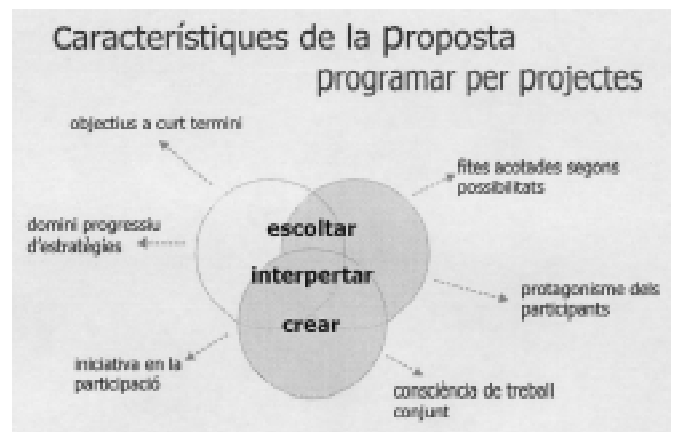 Característiques de la Proposta
programar per projectes
objectius a curt termini
fites acotades segons
possibilitats
escoltar
domini progressiu
d'estratègies
interpertar
protagonisme dels
participants
crear
iniciativa en la
participació
consciència de treball
conjunt